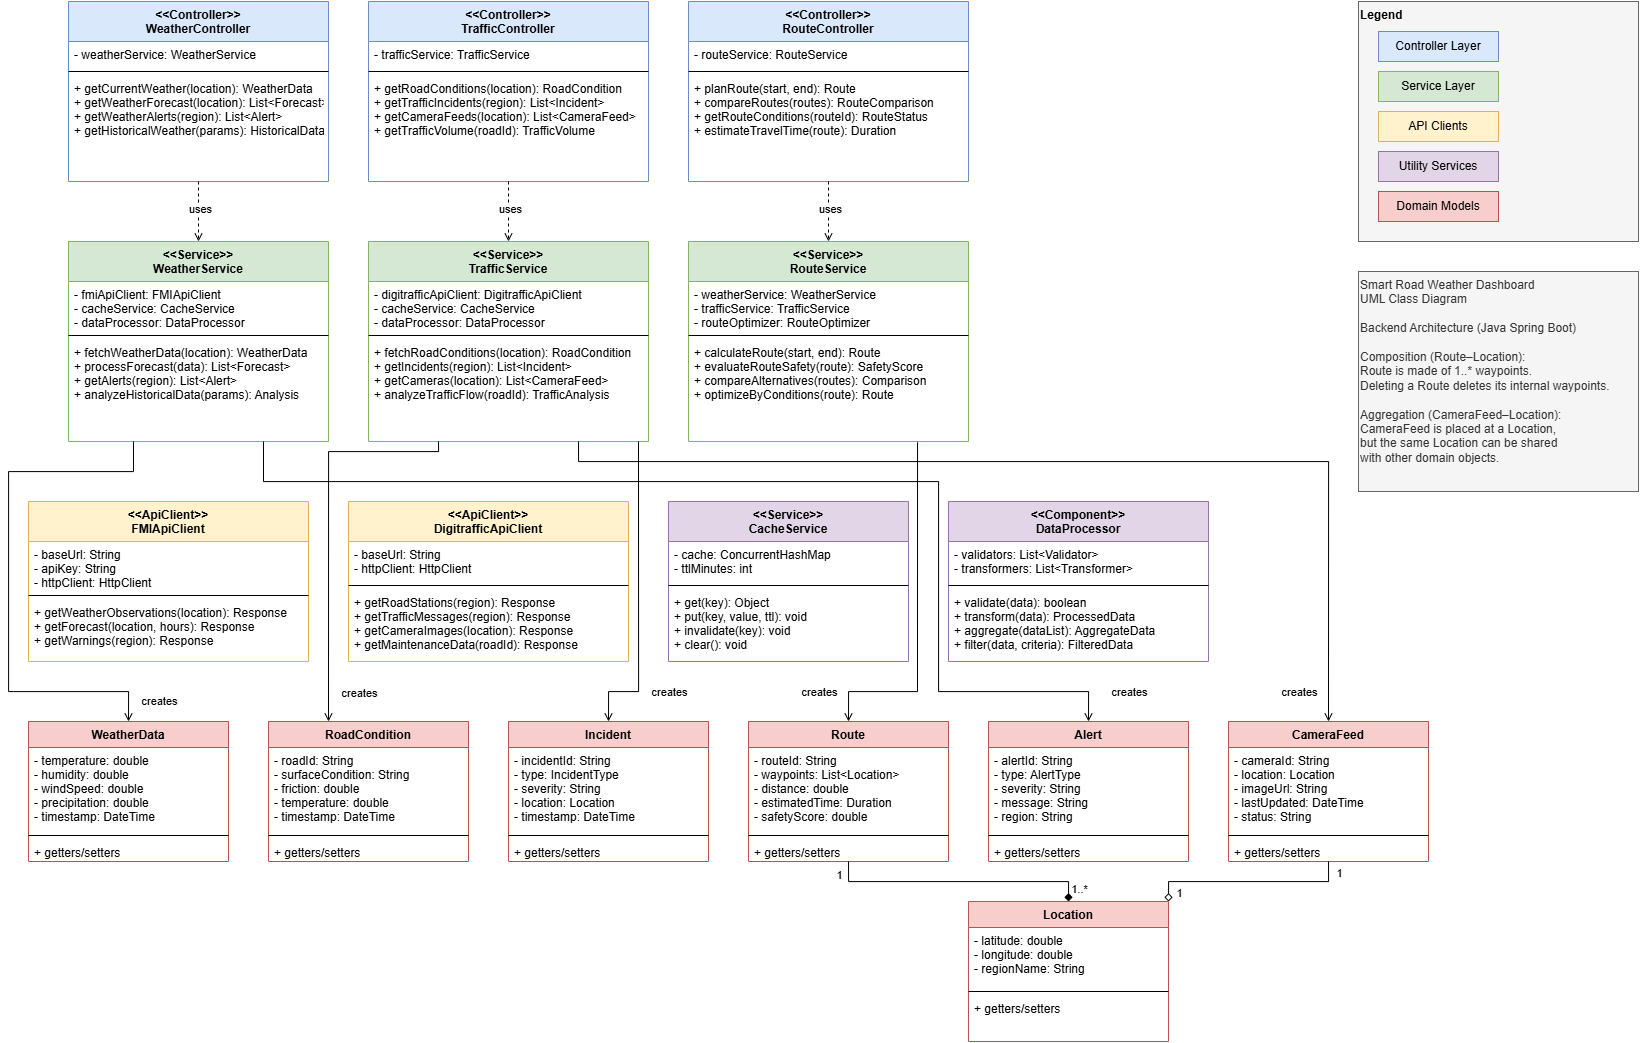 <<Controller>>
WeatherController
- weatherService: WeatherService
+ getCurrentWeather(location): WeatherData
+ getWeatherForecast(location): List<Forecast>
+ getWeatherAlerts(region): List<Alert>
+ getHistoricalWeather(params): HistoricalData
<<Controller>>
TrafficController
- trafficService: TrafficService
+ getRoadConditions(location): RoadCondition
+ getTrafficIncidents(region): List<Incident>
+ getCameraFeeds(location): List<CameraFeed>
+ getTrafficVolume(roadId): TrafficVolume
<<Controller>>
RouteController
- routeService: RouteService
+ planRoute(start, end): Route
+ compareRoutes(routes): RouteComparison
+ getRouteConditions(routeId): RouteStatus
+ estimateTravelTime(route): Duration
Legend
Controller Layer
Service Layer
API Clients
Utility Services
Domain Models
uses
uses
uses
<<Service>>
WeatherService
- fmiApiClient: FMIApiClient
- cacheService: CacheService
- dataProcessor: DataProcessor
+ fetchWeatherData(location): WeatherData
+ processForecast(data): List<Forecast>
+ getAlerts(region): List<Alert>
+ analyzeHistoricalData(params): Analysis
<<Service>>
TrafficService
- digitrafficApiClient: DigitrafficApiClient
- cacheService: CacheService
- dataProcessor: DataProcessor
+ fetchRoadConditions(location): RoadCondition
+ getIncidents(region): List<Incident>
+ getCameras(location): List<CameraFeed>
+ analyzeTrafficFlow(roadId): TrafficAnalysis
<<Service>>
RouteService
- weatherService: WeatherService
- trafficService: TrafficService
- routeOptimizer: RouteOptimizer
+ calculateRoute(start, end): Route
+ evaluateRouteSafety(route): SafetyScore
+ compareAlternatives(routes): Comparison
+ optimizeByConditions(route): Route
Smart Road Weather Dashboard
UML Class Diagram
Backend Architecture (Java Spring Boot)
Composition (Route–Location):
Route is made of 1..* waypoints.
Deleting a Route deletes its internal waypoints.
Aggregation (CameraFeed–Location):
CameraFeed is placed at a Location,
but the same Location can be shared
with other domain objects.
<<ApiClient>>
FMIApiClient
- baseUrl: String
- apiKey: String
- httpClient: HttpClient
+ getWeatherObservations(location): Response
+ getForecast(location, hours): Response
+ getWarnings(region): Response
<<ApiClient>>
DigitrafficApiClient
- baseUrl: String
- httpClient: HttpClient
+ getRoadStations(region): Response
+ getTrafficMessages(region): Response
+ getCameraImages(location): Response
+ getMaintenanceData(roadId): Response
<<Service>>
CacheService
- cache: ConcurrentHashMap
- ttlMinutes: int
+ get(key): Object
+ put(key, value, ttl): void
+ invalidate(key): void
+ clear(): void
<<Component>>
DataProcessor
- validators: List<Validator>
- transformers: List<Transformer>
+ validate(data): boolean
+ transform(data): ProcessedData
+ aggregate(dataList): AggregateData
+ filter(data, criteria): FilteredData
creates
creates
creates
creates
creates
creates
WeatherData
- temperature: double
- humidity: double
- windSpeed: double
- precipitation: double
- timestamp: DateTime
+ getters/setters
RoadCondition
- roadId: String
- surfaceCondition: String
- friction: double
- temperature: double
- timestamp: DateTime
+ getters/setters
Incident
- incidentId: String
- type: IncidentType
- severity: String
- location: Location
- timestamp: DateTime
+ getters/setters
Route
- routeId: String
- waypoints: List<Location>
- distance: double
- estimatedTime: Duration
- safetyScore: double
+ getters/setters
Alert
- alertId: String
- type: AlertType
- severity: String
- message: String
- region: String
+ getters/setters
CameraFeed
- cameraId: String
- location: Location
- imageUrl: String
- lastUpdated: DateTime
- status: String
+ getters/setters
1
1..*
1
1
Location
- latitude: double
- longitude: double
- regionName: String
+ getters/setters